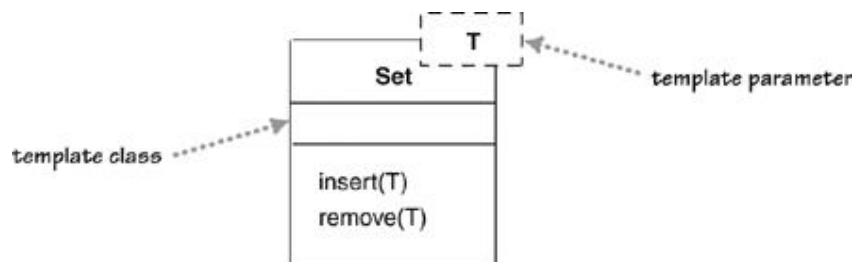 T
Set
template parameter
template class
insert(T)
remove(T)